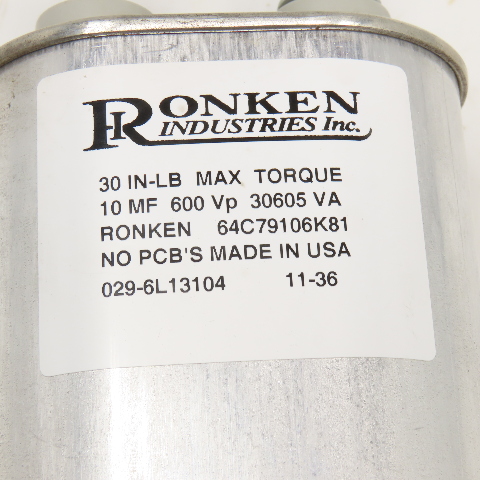 RONKEN
INDUSTRIES Inc.
30 IN-LB MAX TORQUE
10 MF 600 Vp 30605 VA
RONKEN 64C79106K81
NO PCB'S MADE IN USA
029-6L13104 11-36